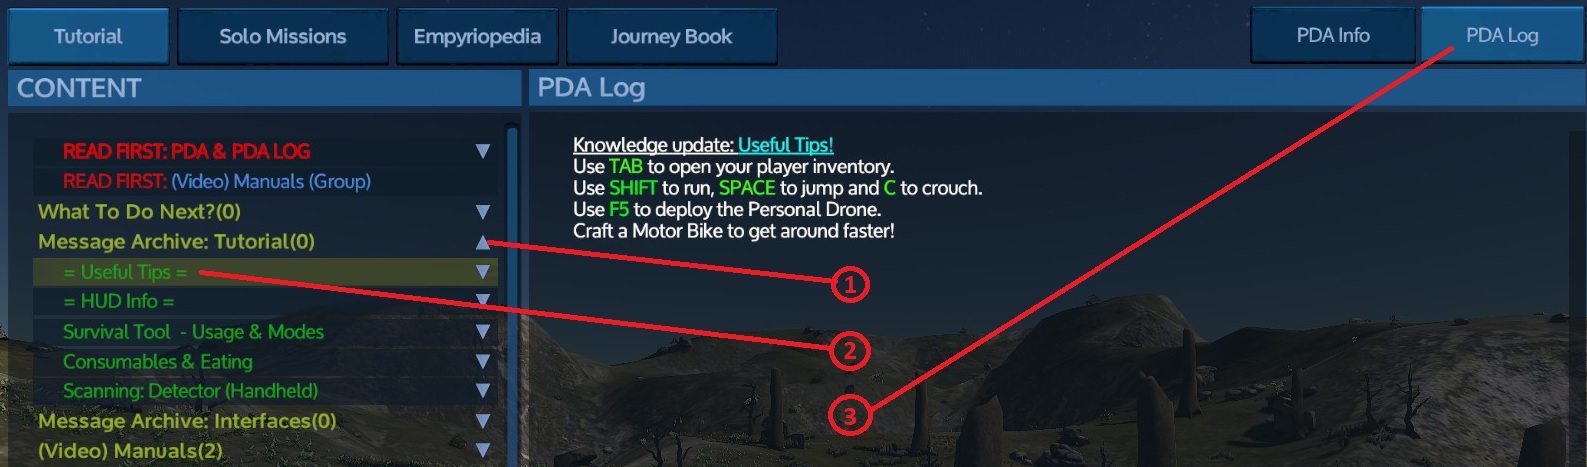 Tutorial
Solo Missions
Empyriopedia
Journey Book
PDA Info
PDA Log
CONTENT
READ FIRST: PDA & PDA LOG
READ FIRST: (Video) Manuals (Group)
What To Do Next?(0)
Message Archive: Tutorial(0)
= Useful Tips =
= HUD Info =
Survival Tool - Usage & Modes
Consumables & Eating
Scanning: Detector (Handheld)
Message Archive: Interfaces(0)
(Video) Manuals(2)
PDA Log
Knowledge update: Useful Tips!
Use TAB to open your player inventory.
Use SHIFT to run, SPACE to jump and C to crouch.
Use F5 to deploy the Personal Drone.
Craft a Motor Bike to get around faster!
1
2
3